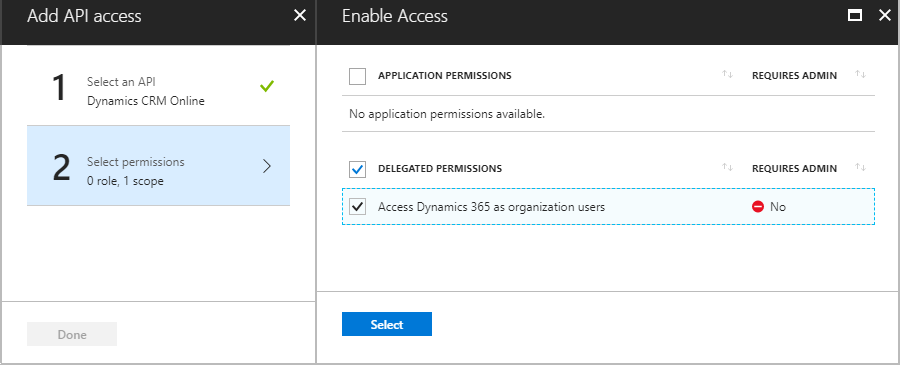 Add API access
1
Select an API
Dynamics CRM Online
2
Select permissions
0 role, 1 scope
Done
Enable Access
APPLICATION PERMISSIONS REQUIRES ADMIN
No application permissions available.
DELEGATED PERMISSIONS REQUIRES ADMIN
Access Dynamics 365 as organization users No
Select